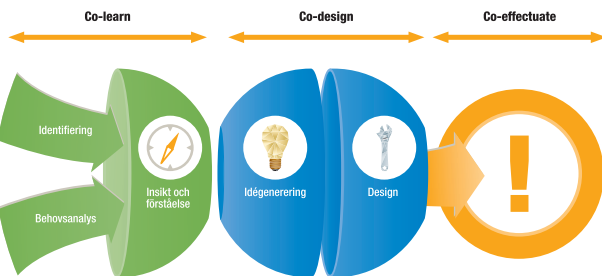 Co-learn
Co-design
Co-effectuate
Identifiering
Behovsanalys
Insikt och
förståelse
Idégenerering
Design
!